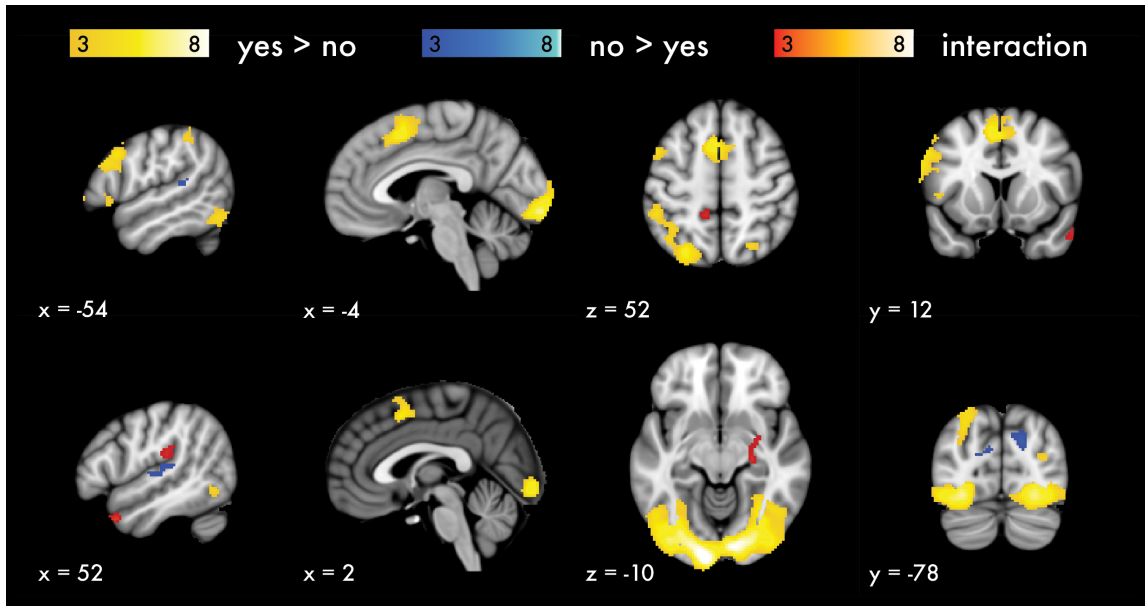 3 8 yes > no 3 8 no > yes 3 8 interaction
x = -54 x = -4 z = 52 y = 12
x = 52 x = 2 z = -10 y = -78